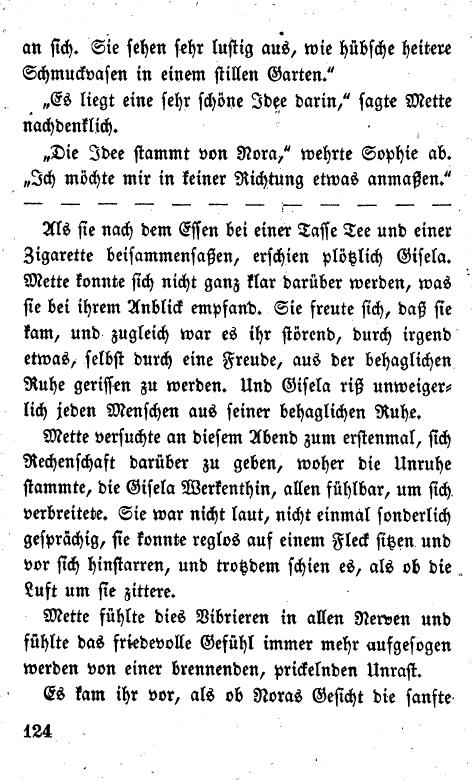 an sich. Sie sehen sehr lustig aus, wie hübsche heitere
Schmuckvasen in einem stillen Garten.“
„Es liegt eine sehr schöne Idee darin,“ sagte Mette
nachdenklich.
„Die Idee stammt von Nora,“ wehrte Sophie ab.
„Ich möchte mir in keiner Richtung etwas anmaßen.“
— — — — — — — — — — — — — — — —
Als sie nach dem Essen bei einer Tasse Tee und einer
Zigarette beisammensaßen, erschien plötzlich Gisela.
Mette konnte sich nicht ganz klar darüber werden, was
sie bei ihrem Anblick empfand. Sie freute sich, daß sie
kam, und zugleich war es ihr störend, durch irgend
etwas, selbst durch eine Freude, aus der behaglichen
Ruhe gerissen zu werden. Und Gisela riß unweiger-
lich jeden Menschen aus seiner behaglichen Ruhe.
Mette versuchte an diesem Abend zum erstenmal, sich
Rechenschaft darüber zu geben, woher die Unruhe
stammte, die Gisela Werkenthin, allen fühlbar, um sich
verbreitete. Sie war nicht laut, nicht einmal sonderlich
gesprächig, sie konnte reglos auf einem Fleck sitzen und
vor sich hinstarren, und trotzdem schien es, als ob die
Luft um sie zittere.
Mette fühlte dies Vibrieren in allen Nerven und
fühlte das friedevolle Gefühl immer mehr aufgesogen
werden von einer brennenden, prickelnden Unrast.
Es kam ihr vor, als ob Noras Gesicht die sanfte
124